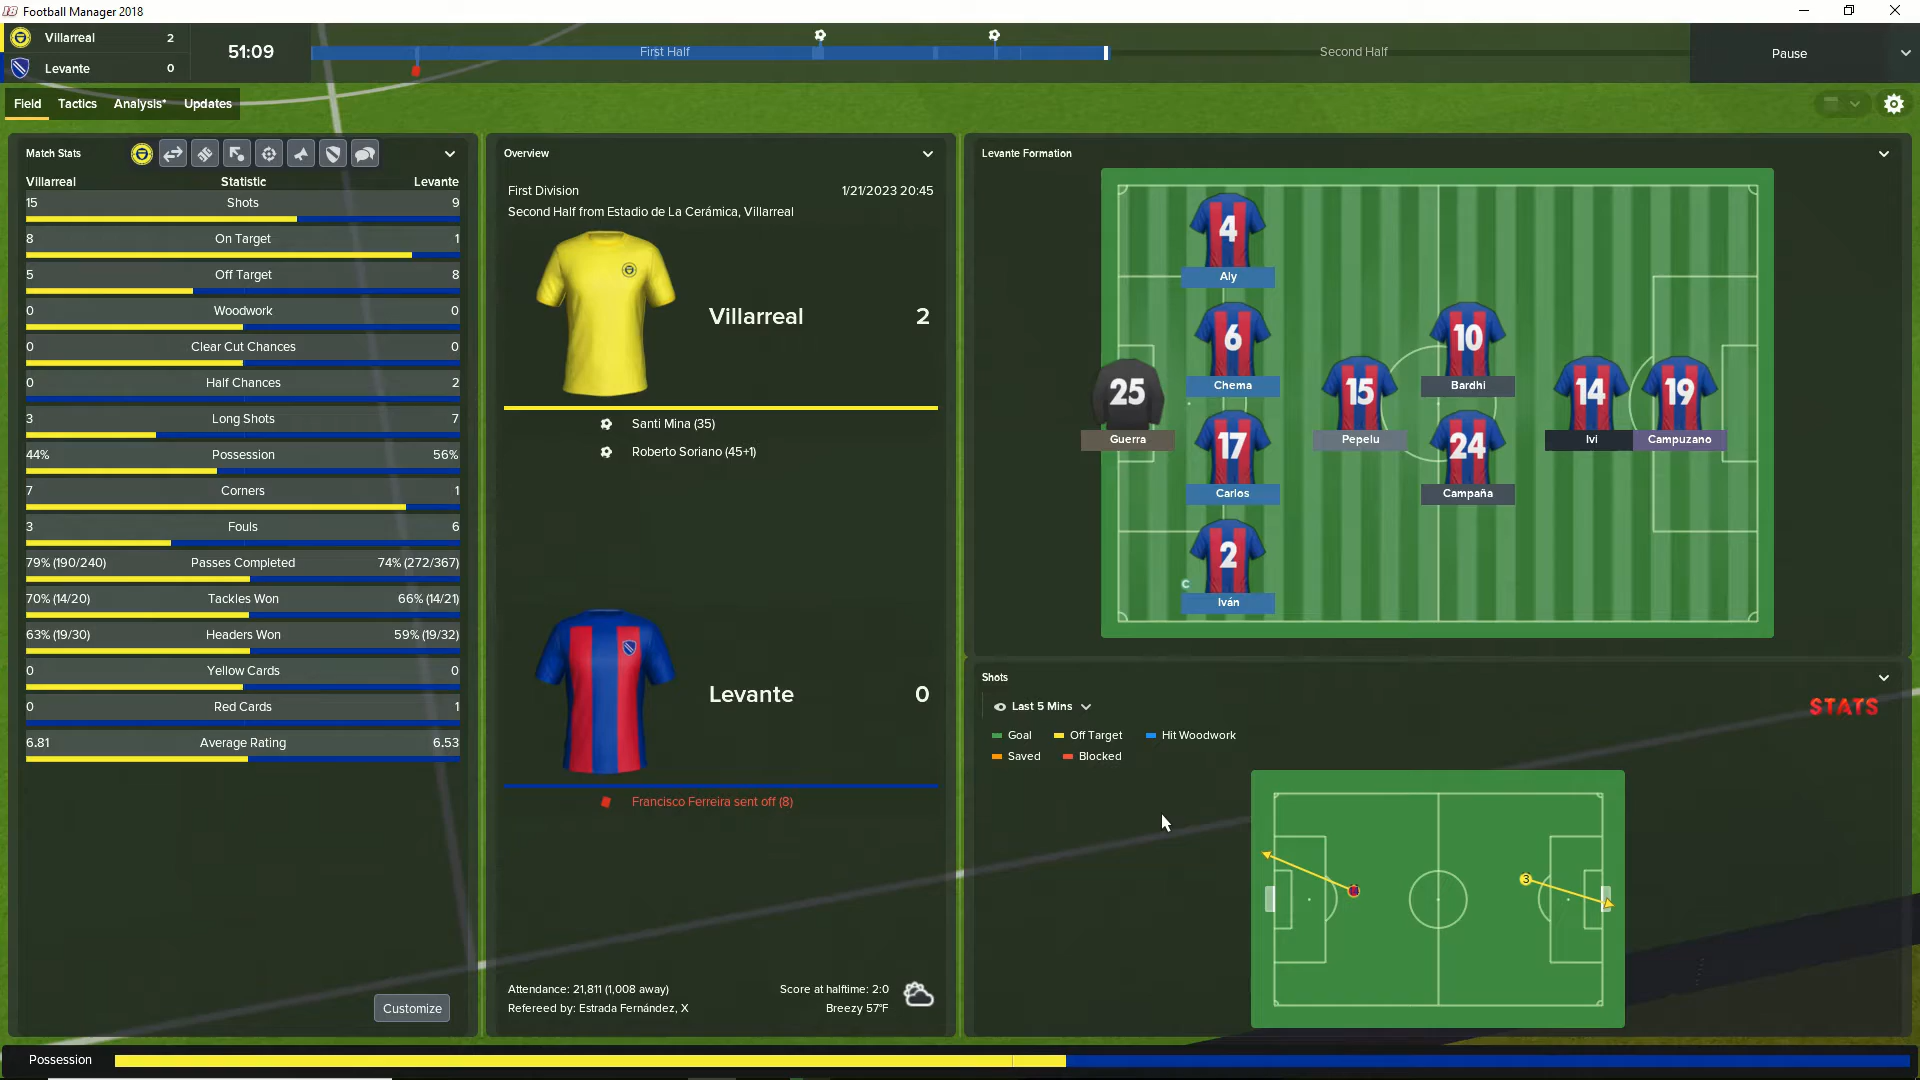 18 Football Manager 2018
Villarreal 2
Levante 0
51:09
First Half
Second Half
Pause
Field Tactics Analysis* Updates
Match Stats
Villarreal Statistic Levante
15 Shots 9
8 On Target 1
5 Off Target 8
0 Woodwork 0
0 Clear Cut Chances 0
0 Half Chances 2
3 Long Shots 7
44% Possession 56%
7 Corners 1
3 Fouls 6
79% (190/240) Passes Completed 74% (272/367)
70% (14/20) Tackles Won 66% (14/21)
63% (19/30) Headers Won 59% (19/32)
0 Yellow Cards 0
0 Red Cards 1
6.81 Average Rating 6.53
Customize
Overview
First Division 1/21/2023 20:45
Second Half from Estadio de La Cerámica, Villarreal
Villarreal 2
Santi Mina (35)
Roberto Soriano (45+1)
Levante 0
Francisco Ferreira sent off (8)
Attendance: 21,811 (1,008 away) Score at halftime: 2:0
Refereed by: Estrada Fernández, X Breezy 57°F
Levante Formation
4
Aly
6
Chema
10
Bardhi
25
Guerra
15
Pepelu
14
Ivi
19
Campuzano
17
Carlos
24
Campaña
2
C
Iván
Shots
Last 5 Mins
STATS
Goal Off Target Hit Woodwork
Saved Blocked
3
Possession